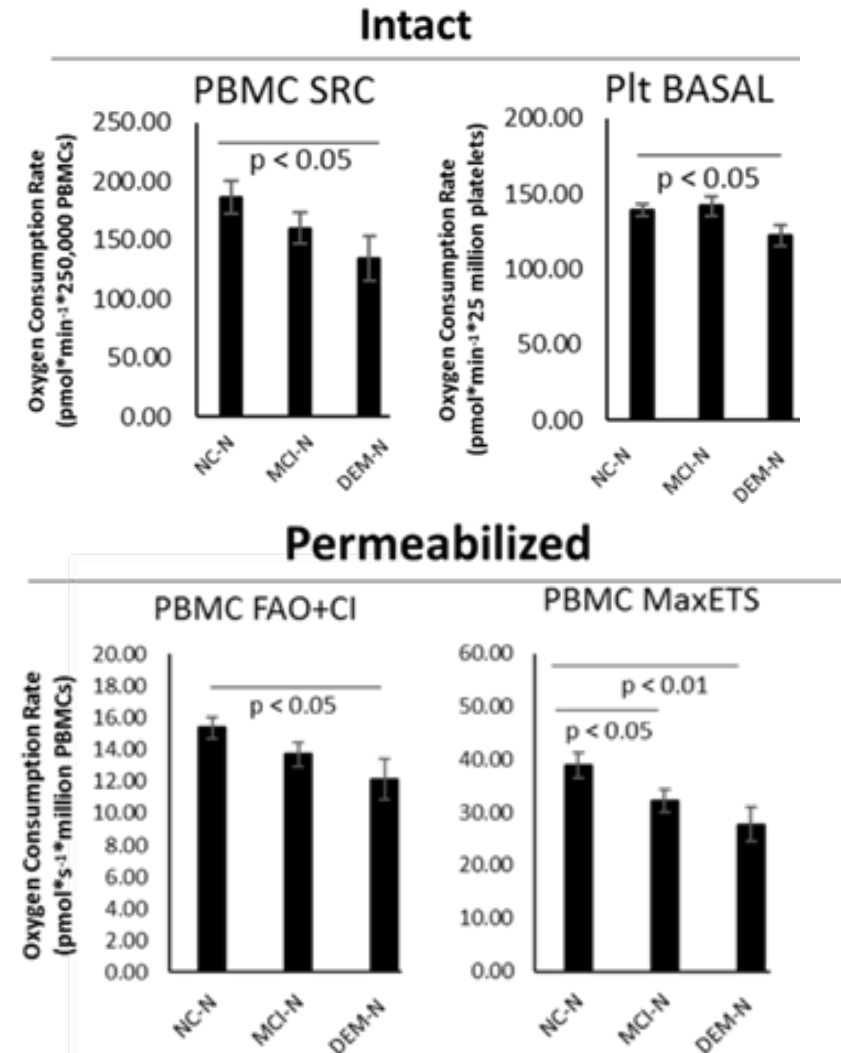 Intact
PBMC SRC
Oxygen Consumption Rate
(pmol*min⁻¹*250,000 PBMCs)
250.00
200.00
150.00
100.00
50.00
0.00
p < 0.05
NC-N
MCI-N
DEM-N
Plt BASAL
Oxygen Consumption Rate
(pmol*min⁻¹*25 million platelets)
200.00
150.00
100.00
50.00
0.00
p < 0.05
NC-N
MCI-N
DEM-N
Permeabilized
PBMC FAO+CI
Oxygen Consumption Rate
(pmol*s⁻¹*million PBMCs)
20.00
18.00
16.00
14.00
12.00
10.00
8.00
6.00
4.00
2.00
0.00
p < 0.05
NC-N
MCI-N
DEM-N
PBMC MaxETS
60.00
50.00
40.00
30.00
20.00
10.00
0.00
p < 0.01
p < 0.05
NC-N
MCI-N
DEM-N